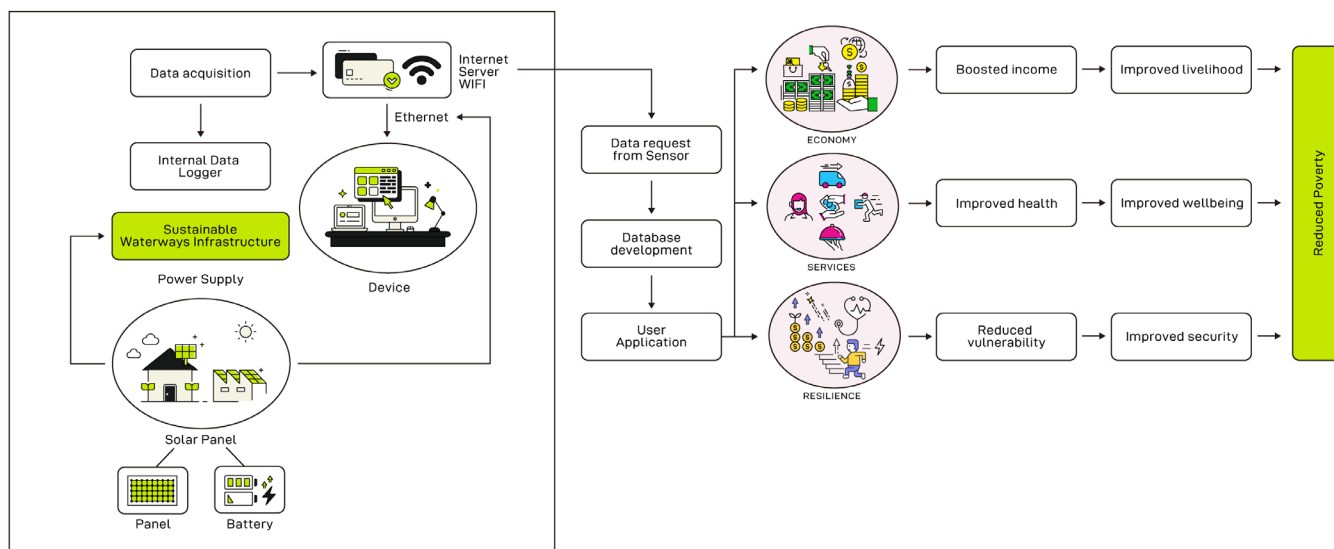 Data acquisition
Internet
Server
WIFI
Ethernet
Internal Data
Logger
Sustainable
Waterways Infrastructure
Power Supply
Device
Solar Panel
Panel
Battery
Data request
from Sensor
Database
development
User
Application
ECONOMY
Boosted income
Improved livelihood
SERVICES
Improved health
Improved wellbeing
RESILIENCE
Reduced
vulnerability
Improved security
Reduced Poverty